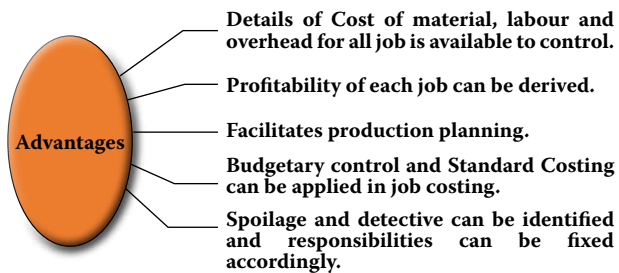 Advantages
Details of Cost of material, labour and
overhead for all job is available to control.
Profitability of each job can be derived.
Facilitates production planning.
Budgetary control and Standard Costing
can be applied in job costing.
Spoilage and detective can be identified
and responsibilities can be fixed
accordingly.